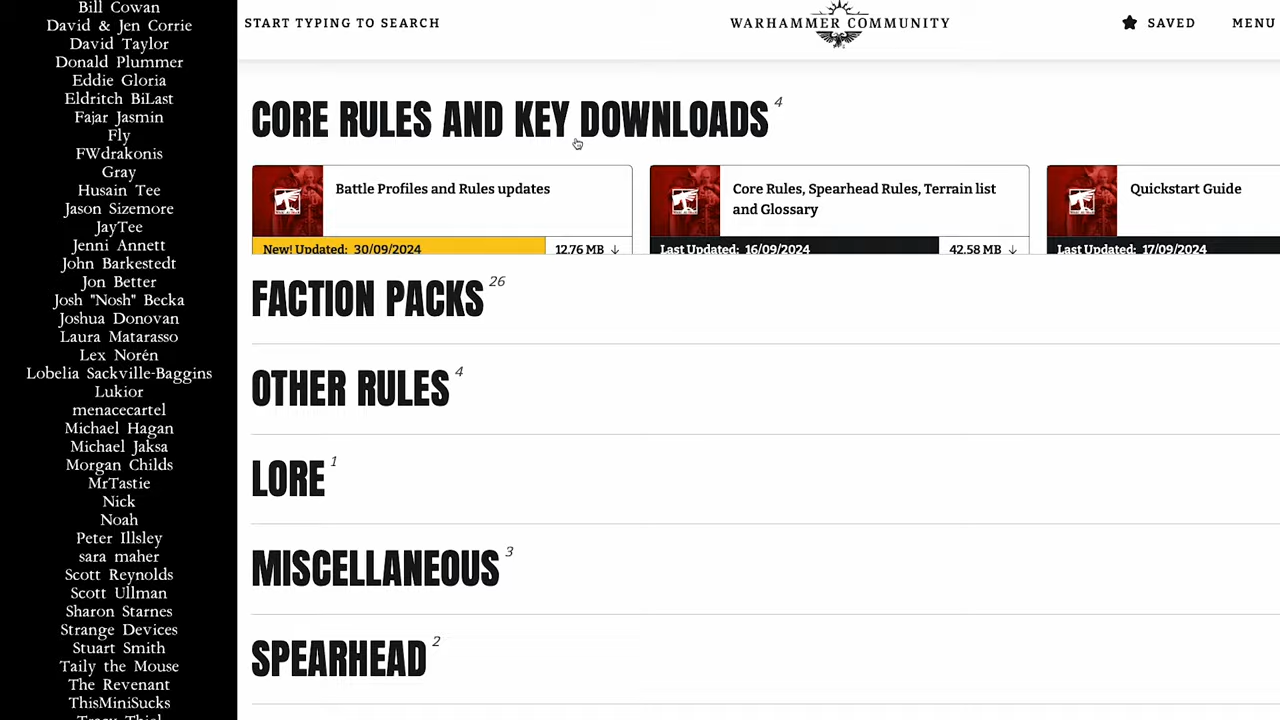 Bill Cowan
David & Jen Corrie
David Taylor
Donald Plummer
Eddie Gloria
Eldritch BiLast
Fajar Jasmin
Fly
FWdrakonis
Gray
Husain Tee
Jason Sizemore
JayTee
Jenni Annett
John Barkestedt
Jon Better
Josh "Nosh" Becka
Joshua Donovan
Laura Matarasso
Lex Norén
Lobelia Sackville-Baggins
Lukior
menacecartel
Michael Hagan
Michael Jaksa
Morgan Childs
MrTastie
Nick
Noah
Peter Illsley
sara maher
Scott Reynolds
Scott Ullman
Sharon Starnes
Strange Devices
Stuart Smith
Taily the Mouse
The Revenant
ThisMiniSucks
Tracy Thiel
START TYPING TO SEARCH
WARHAMMER COMMUNITY
SAVED
MENU
CORE RULES AND KEY DOWNLOADS 4
Battle Profiles and Rules updates
New! Updated: 30/09/2024
12.76 MB
Core Rules, Spearhead Rules, Terrain list
and Glossary
Last Updated: 16/09/2024
42.58 MB
Quickstart Guide
Last Updated: 17/09/2024
FACTION PACKS 26
OTHER RULES 4
LORE 1
MISCELLANEOUS 3
SPEARHEAD 2